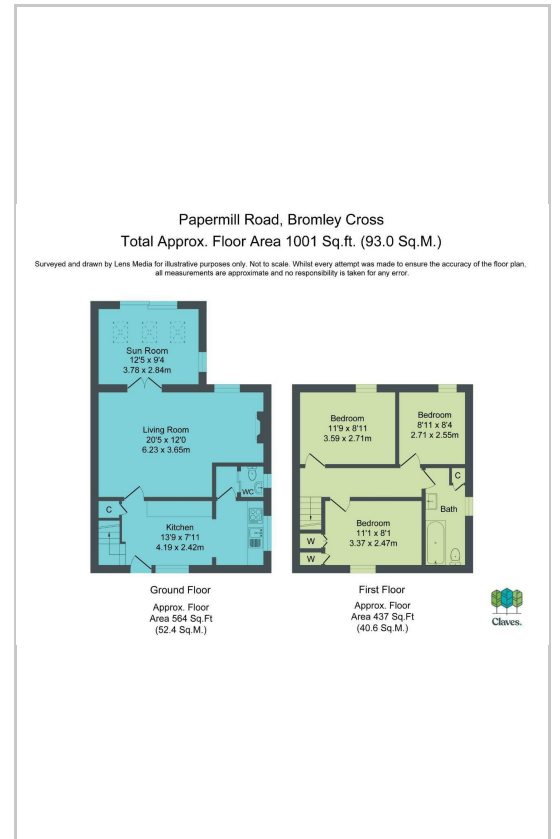 Papermill Road, Bromley Cross
Total Approx. Floor Area 1001 Sq.ft. (93.0 Sq.M.)
Surveyed and drawn by Lens Media for illustrative purposes only. Not to scale. Whilst every attempt was made to ensure the accuracy of the floor plan,
all measurements are approximate and no responsibility is taken for any error.
Sun Room
12'5 x 9'4
3.78 x 2.84m
Living Room
20'5 x 12'0
6.23 x 3.65m
WC
C
Kitchen
13'9 x 7'11
4.19 x 2.42m
Ground Floor
Approx. Floor
Area 564 Sq.Ft
(52.4 Sq.M.)
Bedroom
11'9 x 8'11
3.59 x 2.71m
Bedroom
8'11 x 8'4
2.71 x 2.55m
C
Bath
Bedroom
11'1 x 8'1
3.37 x 2.47m
W
W
First Floor
Approx. Floor
Area 437 Sq.Ft
(40.6 Sq.M.)
Claves.